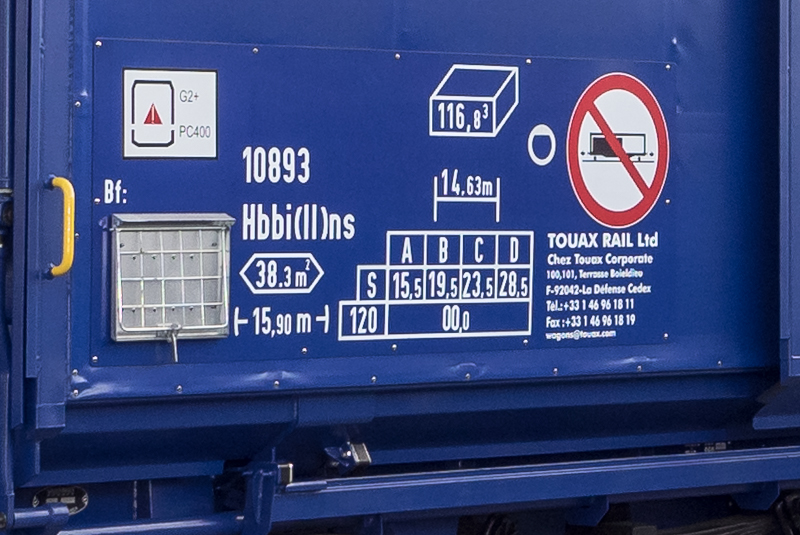 G2+
PC400
116,8³
10893
Bf:
14,63m
Hbbi(ll)ns
38.3 m²
15,90 m
A B C D
S 15,5 19,5 23,5 28,5
120 00,0
TOUAX RAIL Ltd
Chez Touax Corporate
100,101, Terrasse Boieldieu
F-92042-La Défense Cedex
Tel.:+33 1 46 96 18 11
Fax :+33 1 46 96 18 19
wagons@touax.com